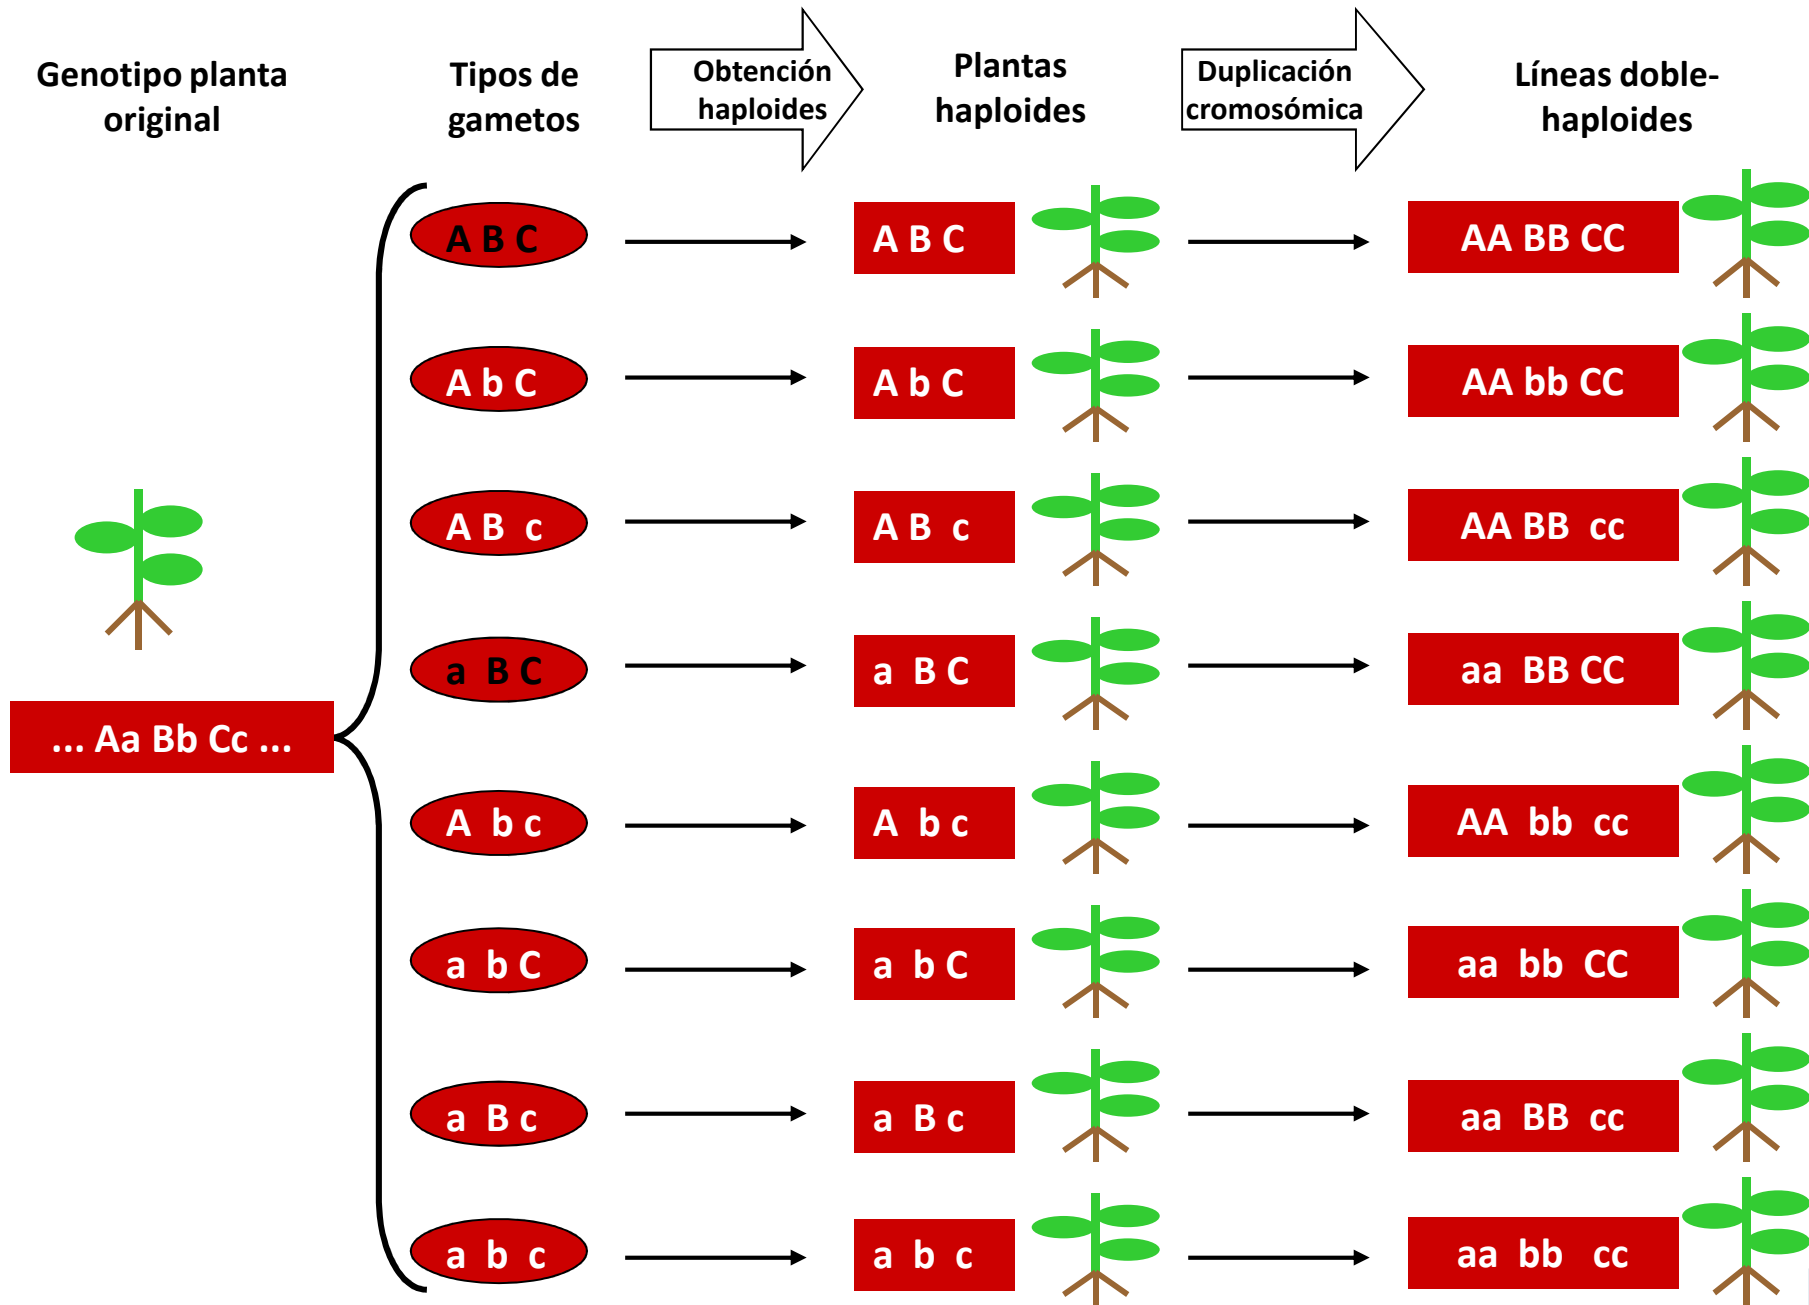 Genotipo planta
original
Tipos de
gametos
Obtención
haploides
Plantas
haploides
Duplicación
cromosómica
Líneas doble-
haploides
A B C
A B C
AA BB CC
A b C
A b C
AA bb CC
A B c
A B c
AA BB cc
a B C
a B C
aa BB CC
... Aa Bb Cc ...
A b c
A b c
AA bb cc
a b C
a b C
aa bb CC
a B c
a B c
aa BB cc
a b c
a b c
aa bb cc